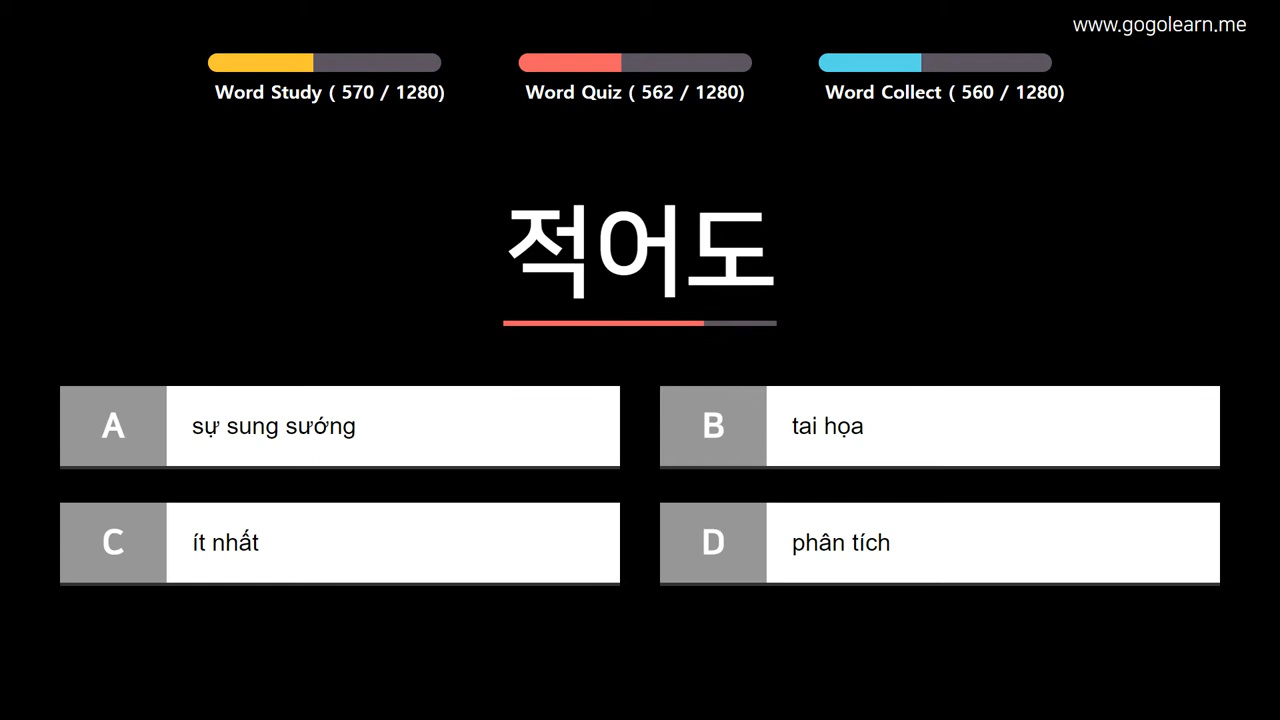 www.gogolearn.me
Word Study ( 570 / 1280)
Word Quiz ( 562 / 1280)
Word Collect ( 560 / 1280)
적어도
A sự sung sướng
B tai họa
C ít nhất
D phân tích